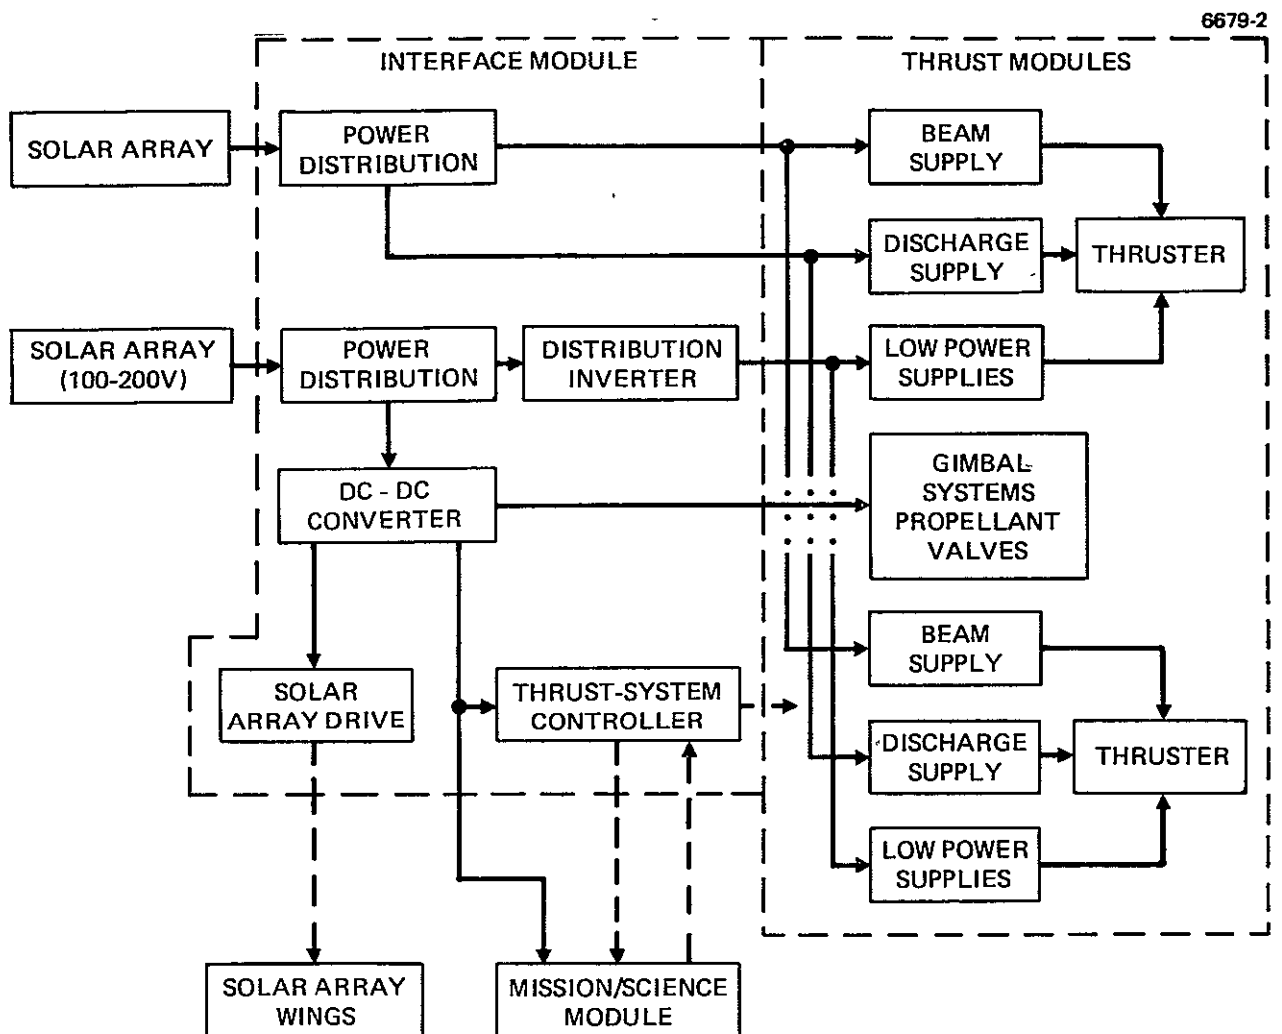 6679-2
INTERFACE MODULE
THRUST MODULES
SOLAR ARRAY
POWER
DISTRIBUTION
BEAM
SUPPLY
DISCHARGE
SUPPLY
THRUSTER
SOLAR ARRAY
(100-200V)
POWER
DISTRIBUTION
DISTRIBUTION
INVERTER
LOW POWER
SUPPLIES
DC - DC
CONVERTER
GIMBAL
SYSTEMS
PROPELLANT
VALVES
BEAM
SUPPLY
SOLAR
ARRAY DRIVE
THRUST-SYSTEM
CONTROLLER
DISCHARGE
SUPPLY
THRUSTER
LOW POWER
SUPPLIES
SOLAR ARRAY
WINGS
MISSION/SCIENCE
MODULE